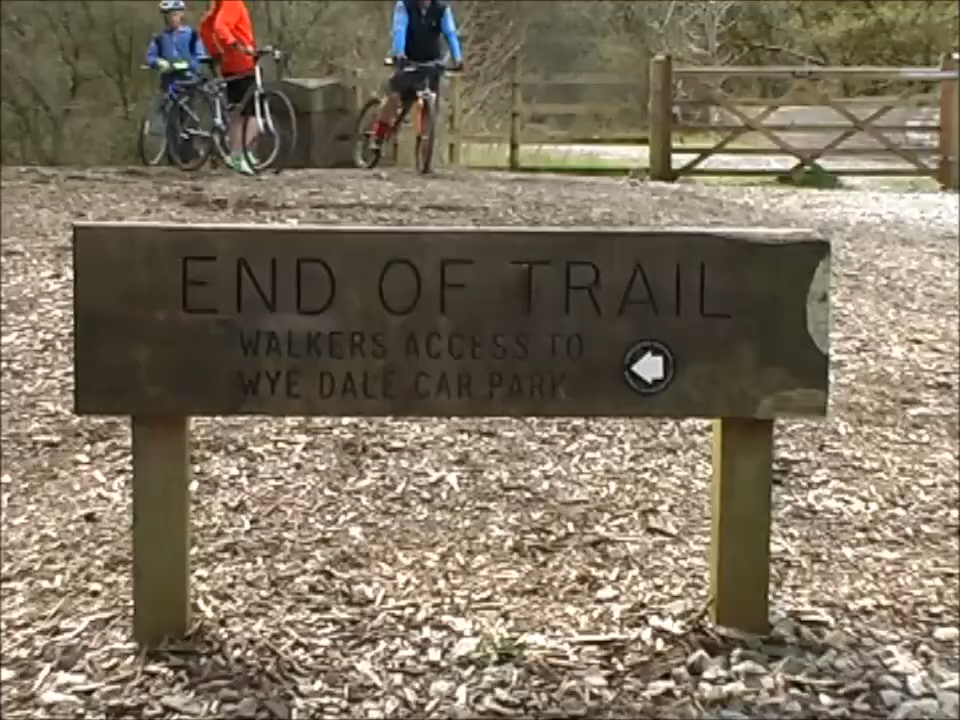 END OF TRAIL
WALKERS ACCESS TO
WYE DALE CAR PARK